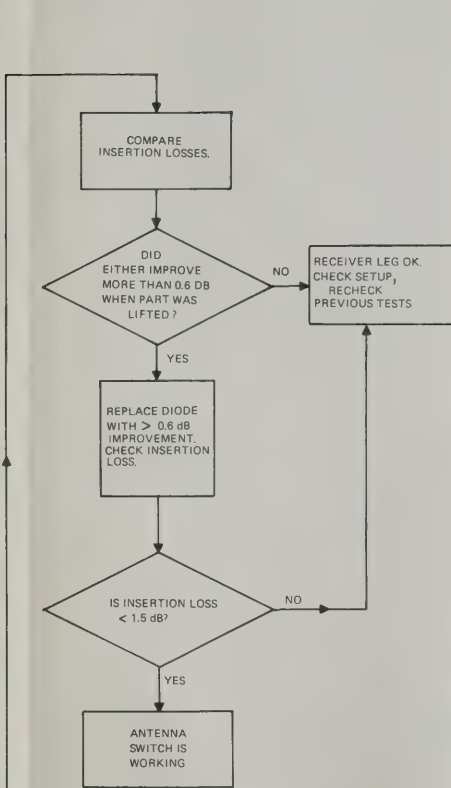 COMPARE
INSERTION LOSSES.
DID
EITHER IMPROVE
MORE THAN 0.6 DB
WHEN PART WAS
LIFTED ?
NO
RECEIVER LEG OK.
CHECK SETUP,
RECHECK
PREVIOUS TESTS
YES
REPLACE DIODE
WITH > 0.6 dB
IMPROVEMENT.
CHECK INSERTION
LOSS.
IS INSERTION LOSS
< 1.5 dB?
NO
YES
ANTENNA
SWITCH IS
WORKING